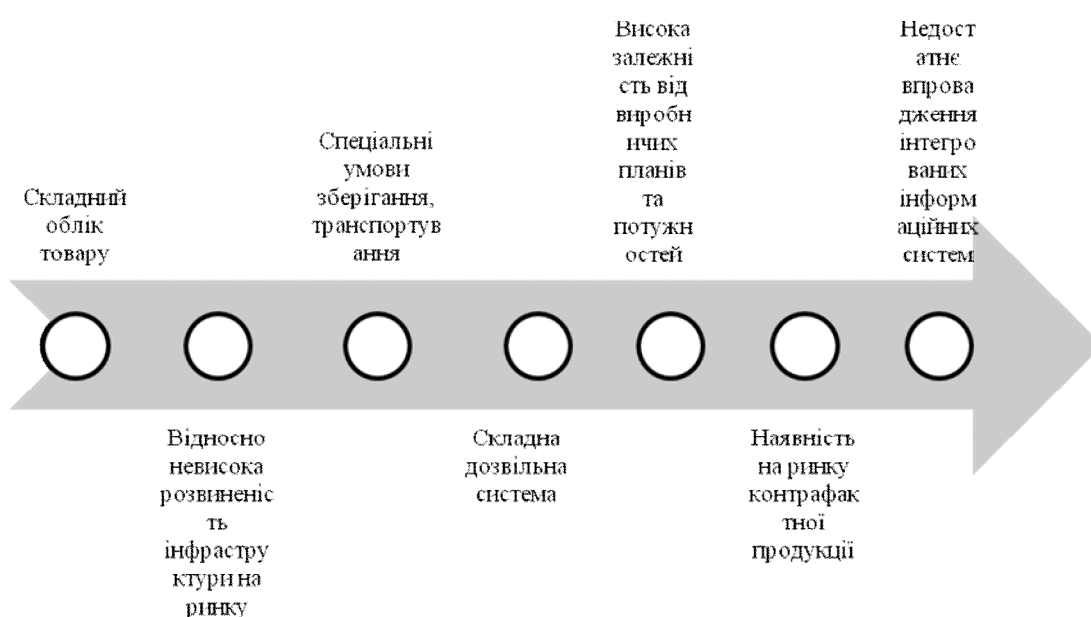 Складний
облік
товару
Відносно
невисока
розвиненіс
ть
інфрастру
ктури на
ринку
Спеціальні
умови
зберігання,
транспортув
ання
Складна
дозвільна
система
Висока
залежні
сть від
виробн
ичих
планів
та
потужн
остей
Наявність
на ринку
контрафак
тної
продукції
Недост
атнє
впрова
дження
інтегро
ваних
інформ
аційних
систем